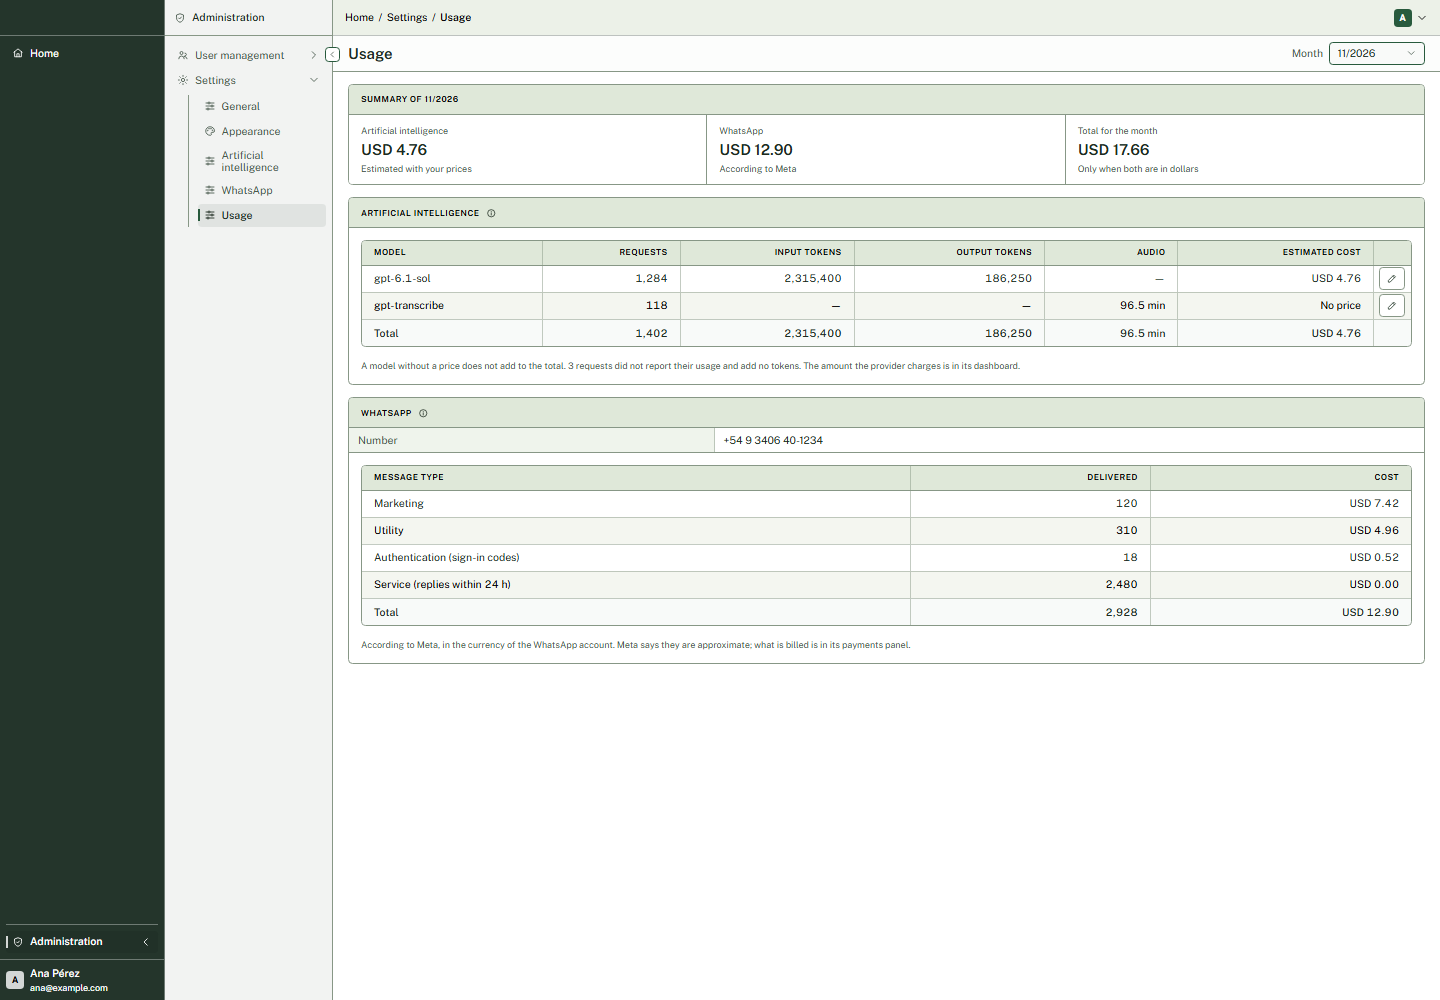 Administration
Home / Settings / Usage
A
Home
User management
Settings
General
Appearance
Artificial
intelligence
WhatsApp
Usage
Administration
A
Ana Pérez
ana@example.com
Usage
Month 11/2026
SUMMARY OF 11/2026
Artificial intelligence
USD 4.76
Estimated with your prices
WhatsApp
USD 12.90
According to Meta
Total for the month
USD 17.66
Only when both are in dollars
ARTIFICIAL INTELLIGENCE
MODEL REQUESTS INPUT TOKENS OUTPUT TOKENS AUDIO ESTIMATED COST
gpt-6.1-sol 1,284 2,315,400 186,250 — USD 4.76
gpt-transcribe 118 — — 96.5 min No price
Total 1,402 2,315,400 186,250 96.5 min USD 4.76
A model without a price does not add to the total. 3 requests did not report their usage and add no tokens. The amount the provider charges is in its dashboard.
WHATSAPP
Number +54 9 3406 40-1234
MESSAGE TYPE DELIVERED COST
Marketing 120 USD 7.42
Utility 310 USD 4.96
Authentication (sign-in codes) 18 USD 0.52
Service (replies within 24 h) 2,480 USD 0.00
Total 2,928 USD 12.90
According to Meta, in the currency of the WhatsApp account. Meta says they are approximate; what is billed is in its payments panel.